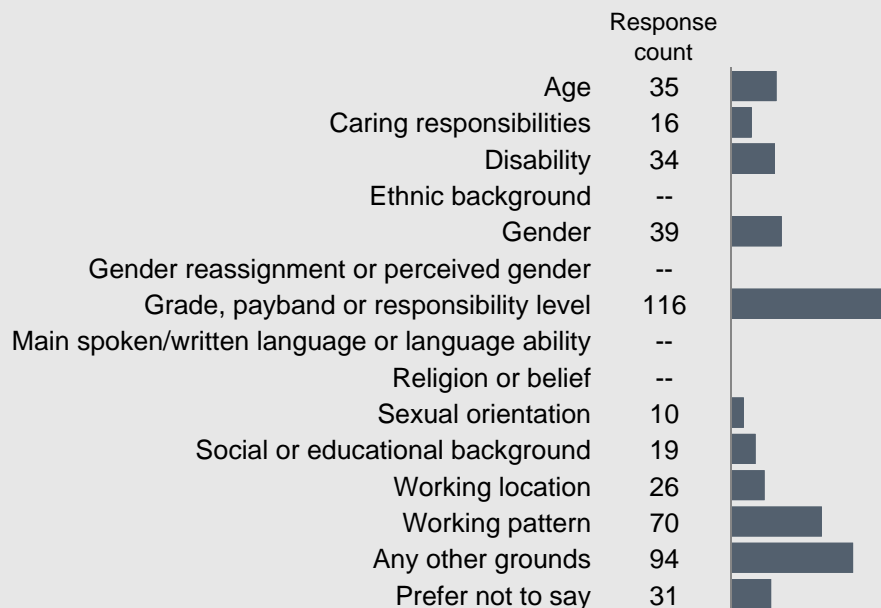 Response
count
Age 35
Caring responsibilities 16
Disability 34
Ethnic background --
Gender 39
Gender reassignment or perceived gender --
Grade, payband or responsibility level 116
Main spoken/written language or language ability --
Religion or belief --
Sexual orientation 10
Social or educational background 19
Working location 26
Working pattern 70
Any other grounds 94
Prefer not to say 31